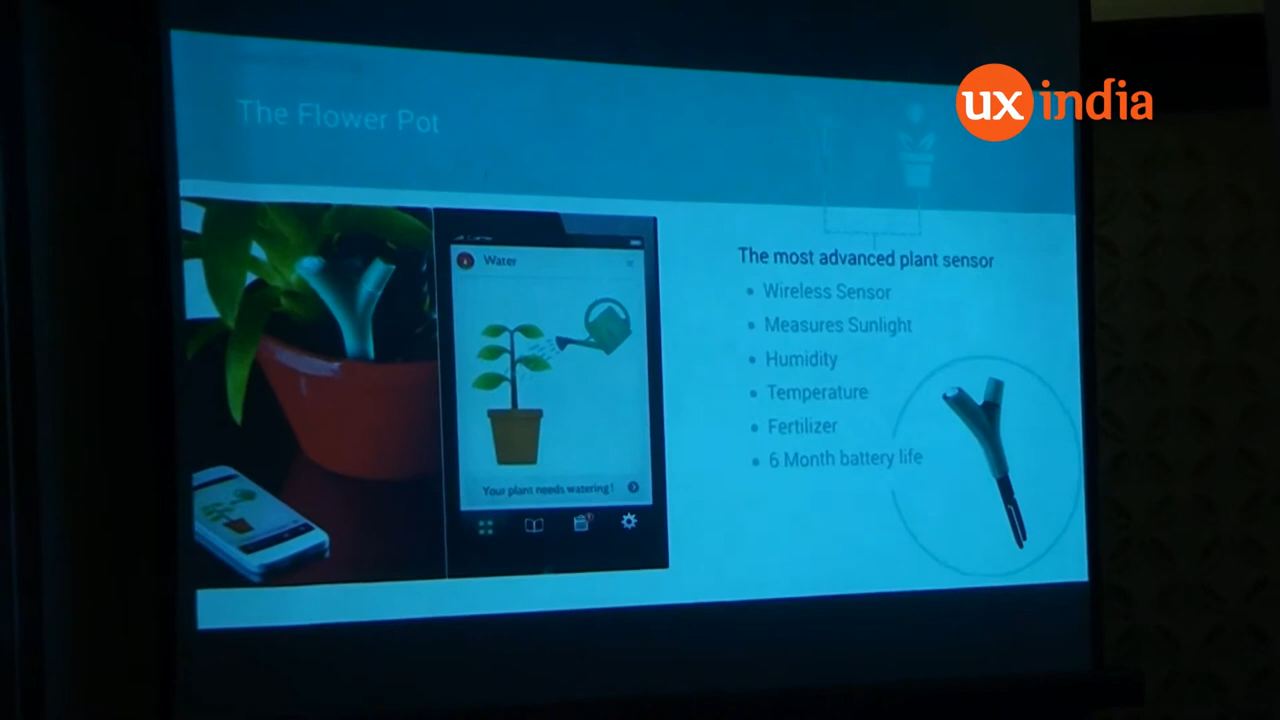 ux india
The Flower Pot
Water
Your plant needs watering!
The most advanced plant sensor
• Wireless Sensor
• Measures Sunlight
• Humidity
• Temperature
• Fertilizer
• 6 Month battery life